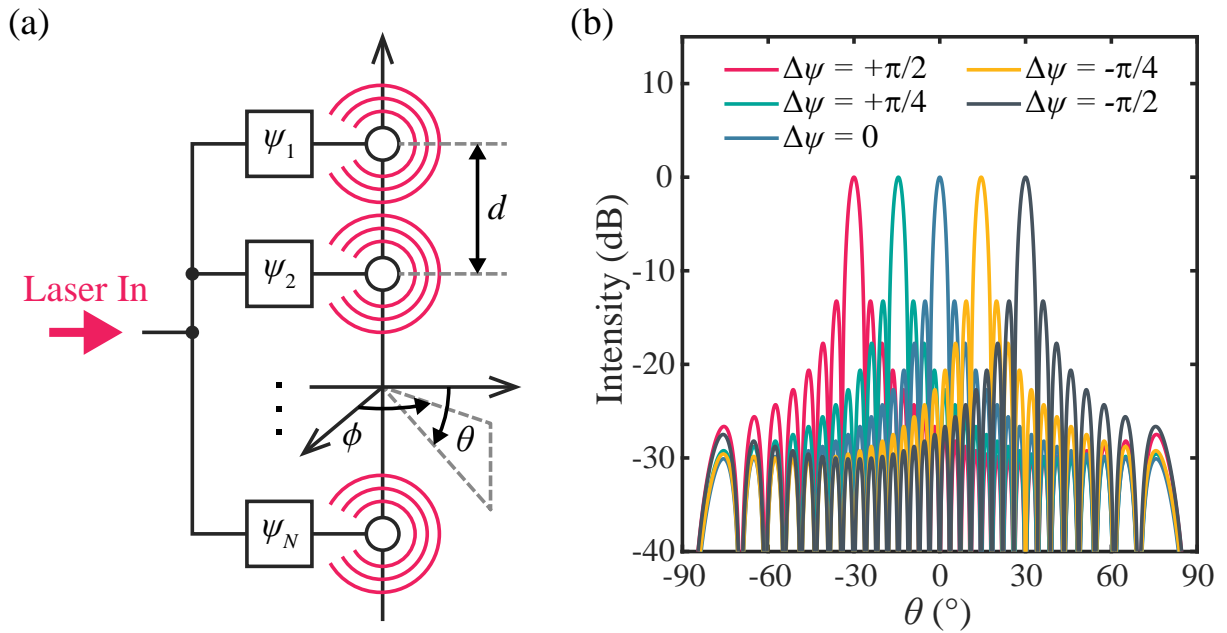 (a)
ψ₁
d
ψ₂
Laser In
ϕ
θ
ψ_N
(b)
Δψ = +π/2
Δψ = -π/4
Δψ = +π/4
Δψ = -π/2
Δψ = 0
Intensity (dB)
10
0
-10
-20
-30
-40
-90
-60
-30
0
30
60
90
θ (°)